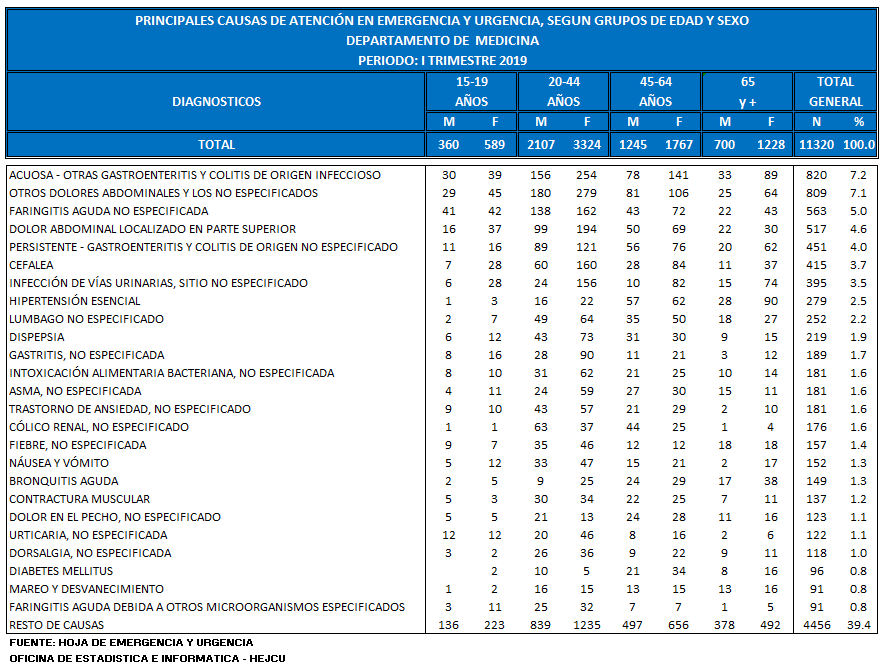 PRINCIPALES CAUSAS DE ATENCIÓN EN EMERGENCIA Y URGENCIA, SEGUN GRUPOS DE EDAD Y SEXO
DEPARTAMENTO DE MEDICINA
PERIODO: I TRIMESTRE 2019
DIAGNOSTICOS 15-19 AÑOS 20-44 AÑOS 45-64 AÑOS 65 y + TOTAL GENERAL
M F M F M F M F N %
TOTAL 360 589 2107 3324 1245 1767 700 1228 11320 100.0
ACUOSA - OTRAS GASTROENTERITIS Y COLITIS DE ORIGEN INFECCIOSO 30 39 156 254 78 141 33 89 820 7.2
OTROS DOLORES ABDOMINALES Y LOS NO ESPECIFICADOS 29 45 180 279 81 106 25 64 809 7.1
FARINGITIS AGUDA NO ESPECIFICADA 41 42 138 162 43 72 22 43 563 5.0
DOLOR ABDOMINAL LOCALIZADO EN PARTE SUPERIOR 16 37 99 194 50 69 22 30 517 4.6
PERSISTENTE - GASTROENTERITIS Y COLITIS DE ORIGEN NO ESPECIFICADO 11 16 89 121 56 76 20 62 451 4.0
CEFALEA 7 28 60 160 28 84 11 37 415 3.7
INFECCIÓN DE VÍAS URINARIAS, SITIO NO ESPECIFICADO 6 28 24 156 10 82 15 74 395 3.5
HIPERTENSIÓN ESENCIAL 1 3 16 22 57 62 28 90 279 2.5
LUMBAGO NO ESPECIFICADO 2 7 49 64 35 50 18 27 252 2.2
DISPEPSIA 6 12 43 73 31 30 9 15 219 1.9
GASTRITIS, NO ESPECIFICADA 8 16 28 90 11 21 3 12 189 1.7
INTOXICACIÓN ALIMENTARIA BACTERIANA, NO ESPECIFICADA 8 10 31 62 21 25 10 14 181 1.6
ASMA, NO ESPECIFICADA 4 11 24 59 27 30 15 11 181 1.6
TRASTORNO DE ANSIEDAD, NO ESPECIFICADO 9 10 43 57 21 29 2 10 181 1.6
CÓLICO RENAL, NO ESPECIFICADO 1 1 63 37 44 25 1 4 176 1.6
FIEBRE, NO ESPECIFICADA 9 7 35 46 12 12 18 18 157 1.4
NÁUSEA Y VÓMITO 5 12 33 47 15 21 2 17 152 1.3
BRONQUITIS AGUDA 2 5 9 25 24 29 17 38 149 1.3
CONTRACTURA MUSCULAR 5 3 30 34 22 25 7 11 137 1.2
DOLOR EN EL PECHO, NO ESPECIFICADO 5 5 21 13 24 28 11 16 123 1.1
URTICARIA, NO ESPECIFICADA 12 12 20 46 8 16 2 6 122 1.1
DORSALGIA, NO ESPECIFICADA 3 2 26 36 9 22 9 11 118 1.0
DIABETES MELLITUS 2 10 5 21 34 8 16 96 0.8
MAREO Y DESVANECIMIENTO 1 2 16 15 13 15 13 16 91 0.8
FARINGITIS AGUDA DEBIDA A OTROS MICROORGANISMOS ESPECIFICADOS 3 11 25 32 7 7 1 5 91 0.8
RESTO DE CAUSAS 136 223 839 1235 497 656 378 492 4456 39.4
FUENTE: HOJA DE EMERGENCIA Y URGENCIA
OFICINA DE ESTADISTICA E INFORMATICA - HEJCU